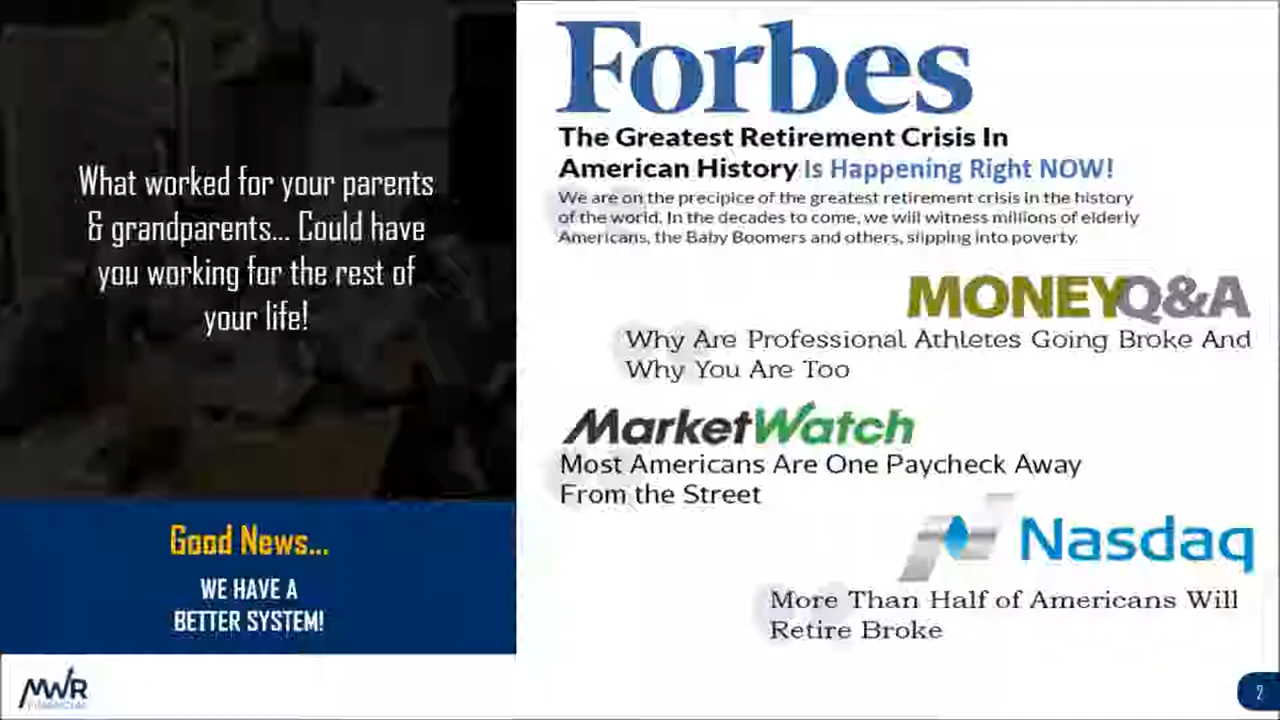 What worked for your parents
& grandparents... Could have
you working for the rest of
your life!
Good News...
WE HAVE A
BETTER SYSTEM!
MWR
FINANCIAL
Forbes
The Greatest Retirement Crisis In
American History Is Happening Right NOW!
We are on the precipice of the greatest retirement crisis in the history
of the world. In the decades to come, we will witness millions of elderly
Americans, the Baby Boomers and others, slipping into poverty.
MONEYQ&A
Why Are Professional Athletes Going Broke And
Why You Are Too
MarketWatch
Most Americans Are One Paycheck Away
From the Street
Nasdaq
More Than Half of Americans Will
Retire Broke
2